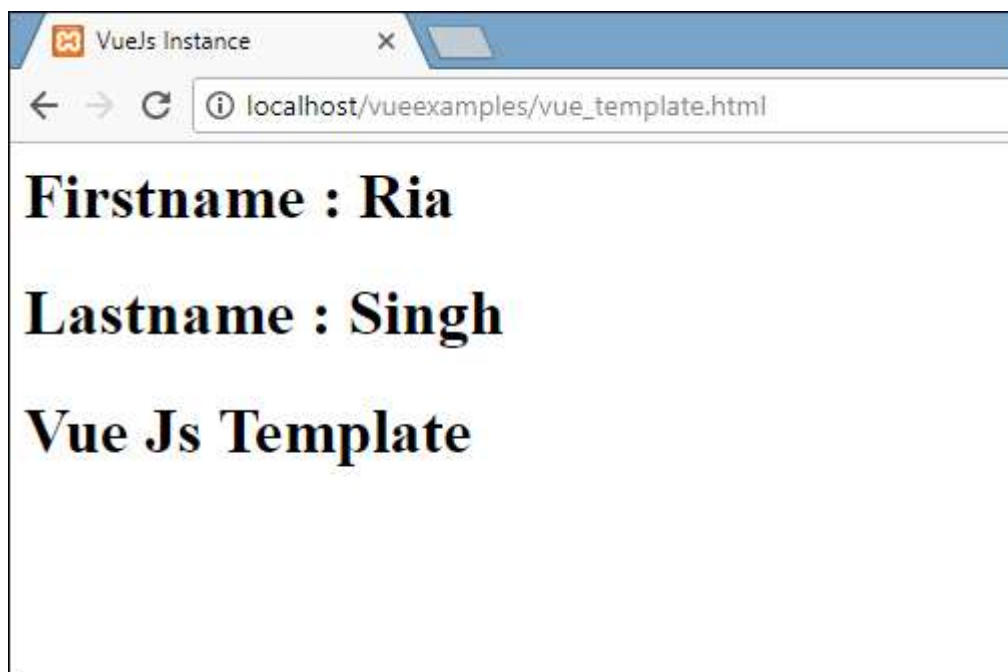 VueJs Instance
localhost/vueexamples/vue_template.html
Firstname : Ria
Lastname : Singh
Vue Js Template